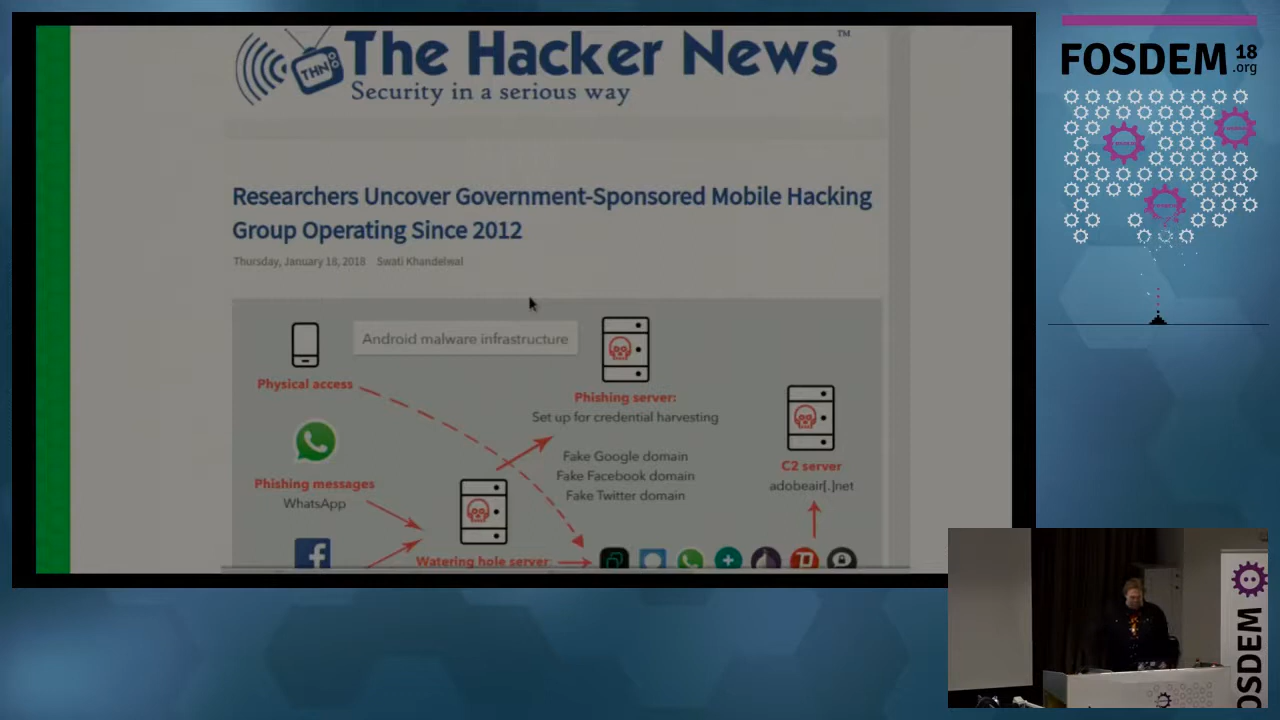 THN
The Hacker News™
Security in a serious way
Researchers Uncover Government-Sponsored Mobile Hacking
Group Operating Since 2012
Thursday, January 18, 2018 Swati Khandelwal
Android malware infrastructure
Physical access
Phishing server:
Set up for credential harvesting
Fake Google domain
Fake Facebook domain
Fake Twitter domain
C2 server
adobeair[.]net
Phishing messages
WhatsApp
Watering hole server:
FOSDEM 18
.org
FOSDEM